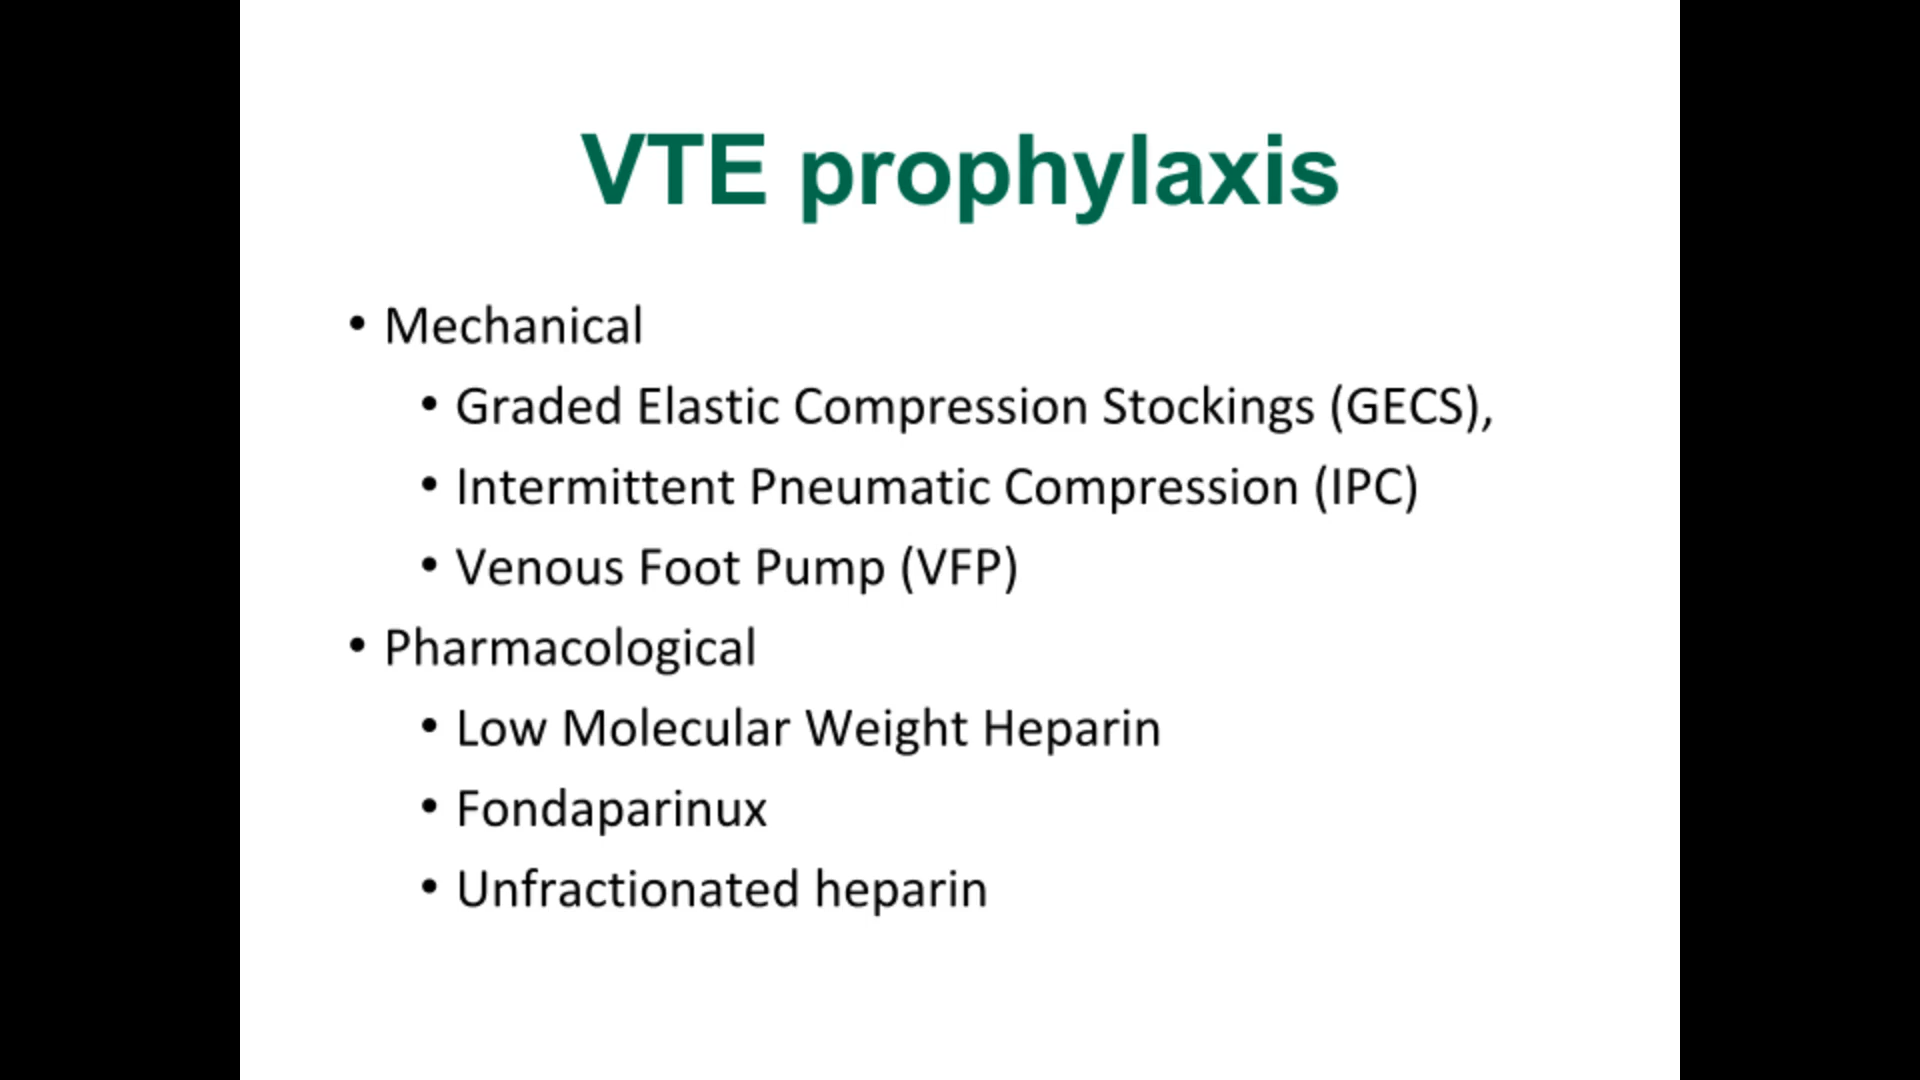 VTE prophylaxis
• Mechanical
• Graded Elastic Compression Stockings (GECS),
• Intermittent Pneumatic Compression (IPC)
• Venous Foot Pump (VFP)
• Pharmacological
• Low Molecular Weight Heparin
• Fondaparinux
• Unfractionated heparin